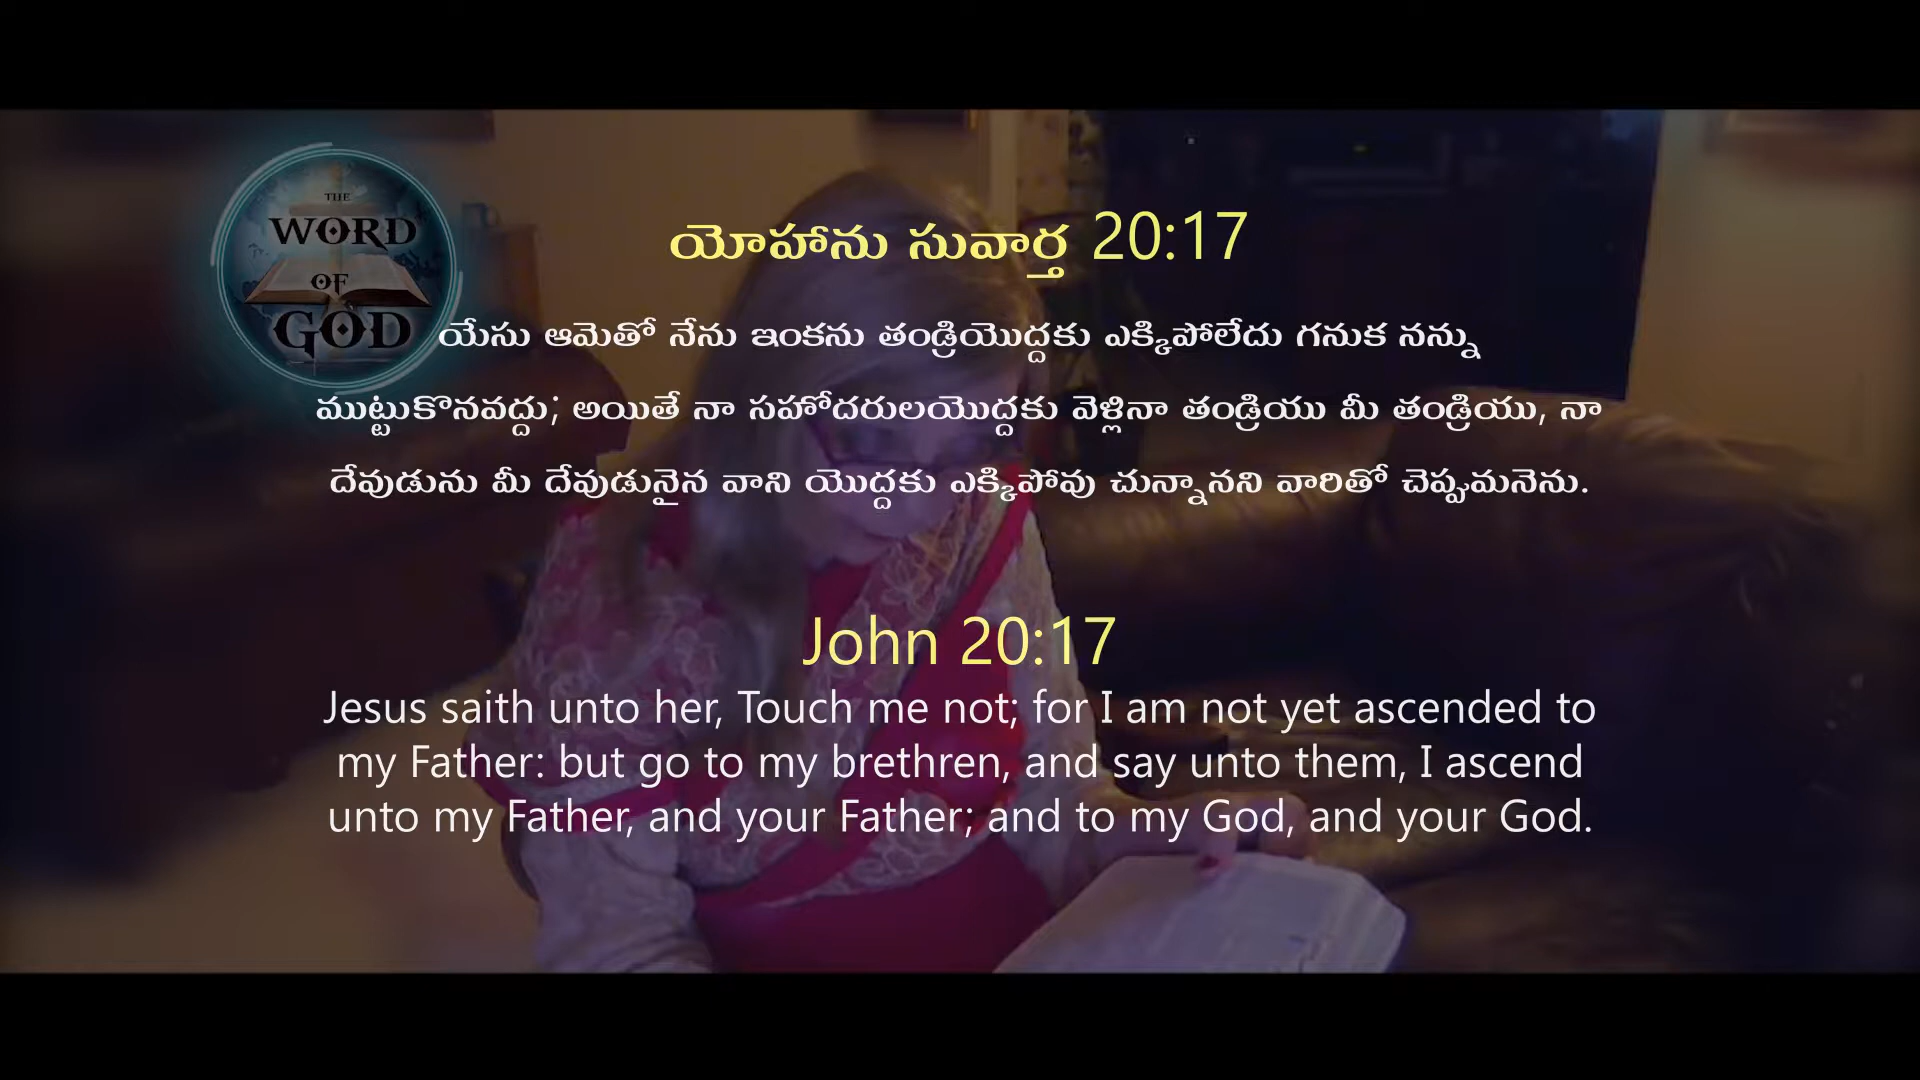 THE
WORD
OF
GOD
యోహాను సువార్త 20:17
యేసు ఆమెతో నేను ఇంకను తండ్రియొద్దకు ఎక్కిపోలేదు గనుక నన్ను
ముట్టుకొనవద్దు; అయితే నా సహోదరులయొద్దకు వెళ్లినా తండ్రియు మీ తండ్రియు, నా
దేవుడును మీ దేవుడునైన వాని యొద్దకు ఎక్కిపోవు చున్నానని వారితో చెప్పుమనెను.
John 20:17
Jesus saith unto her, Touch me not; for I am not yet ascended to
my Father: but go to my brethren, and say unto them, I ascend
unto my Father, and your Father; and to my God, and your God.